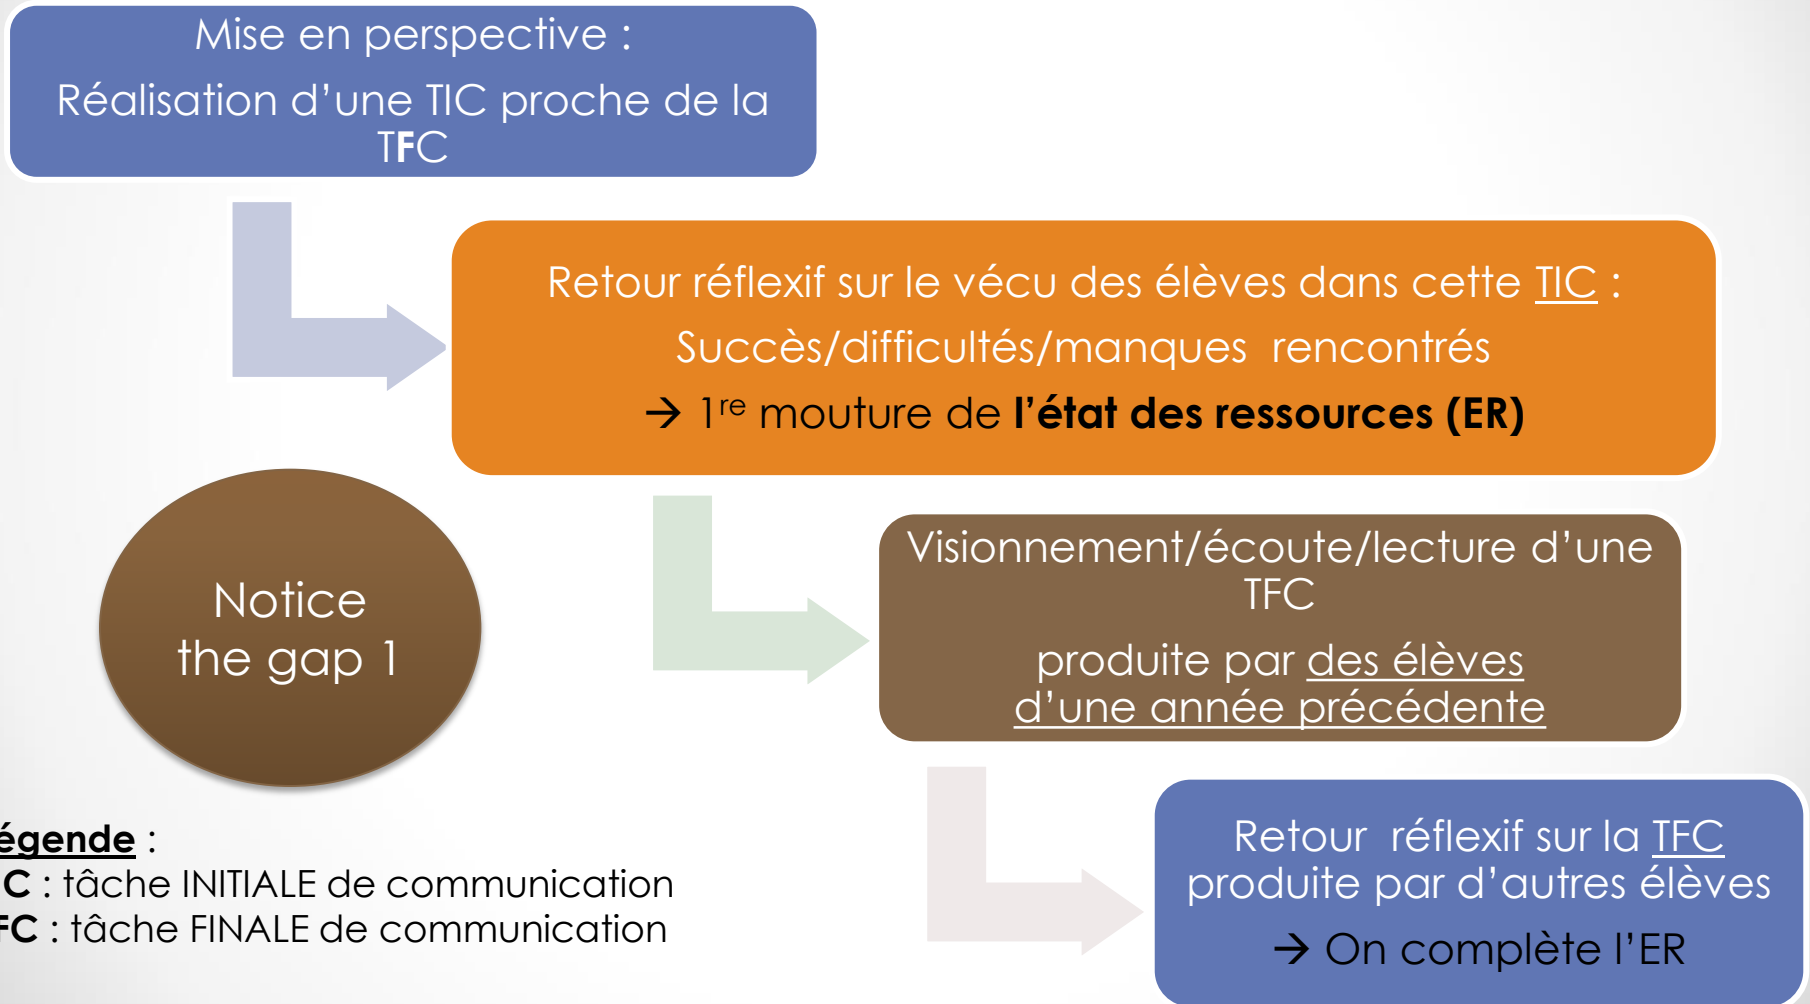 Mise en perspective :
Réalisation d’une TIC proche de la
TFC
Retour réflexif sur le vécu des élèves dans cette TIC :
Succès/difficultés/manques rencontrés
→ 1re mouture de l’état des ressources (ER)
Notice
the gap 1
Visionnement/écoute/lecture d’une
TFC
produite par des élèves
d’une année précédente
Retour réflexif sur la TFC
produite par d’autres élèves
→ On complète l’ER
égende :
C : tâche INITIALE de communication
FC : tâche FINALE de communication